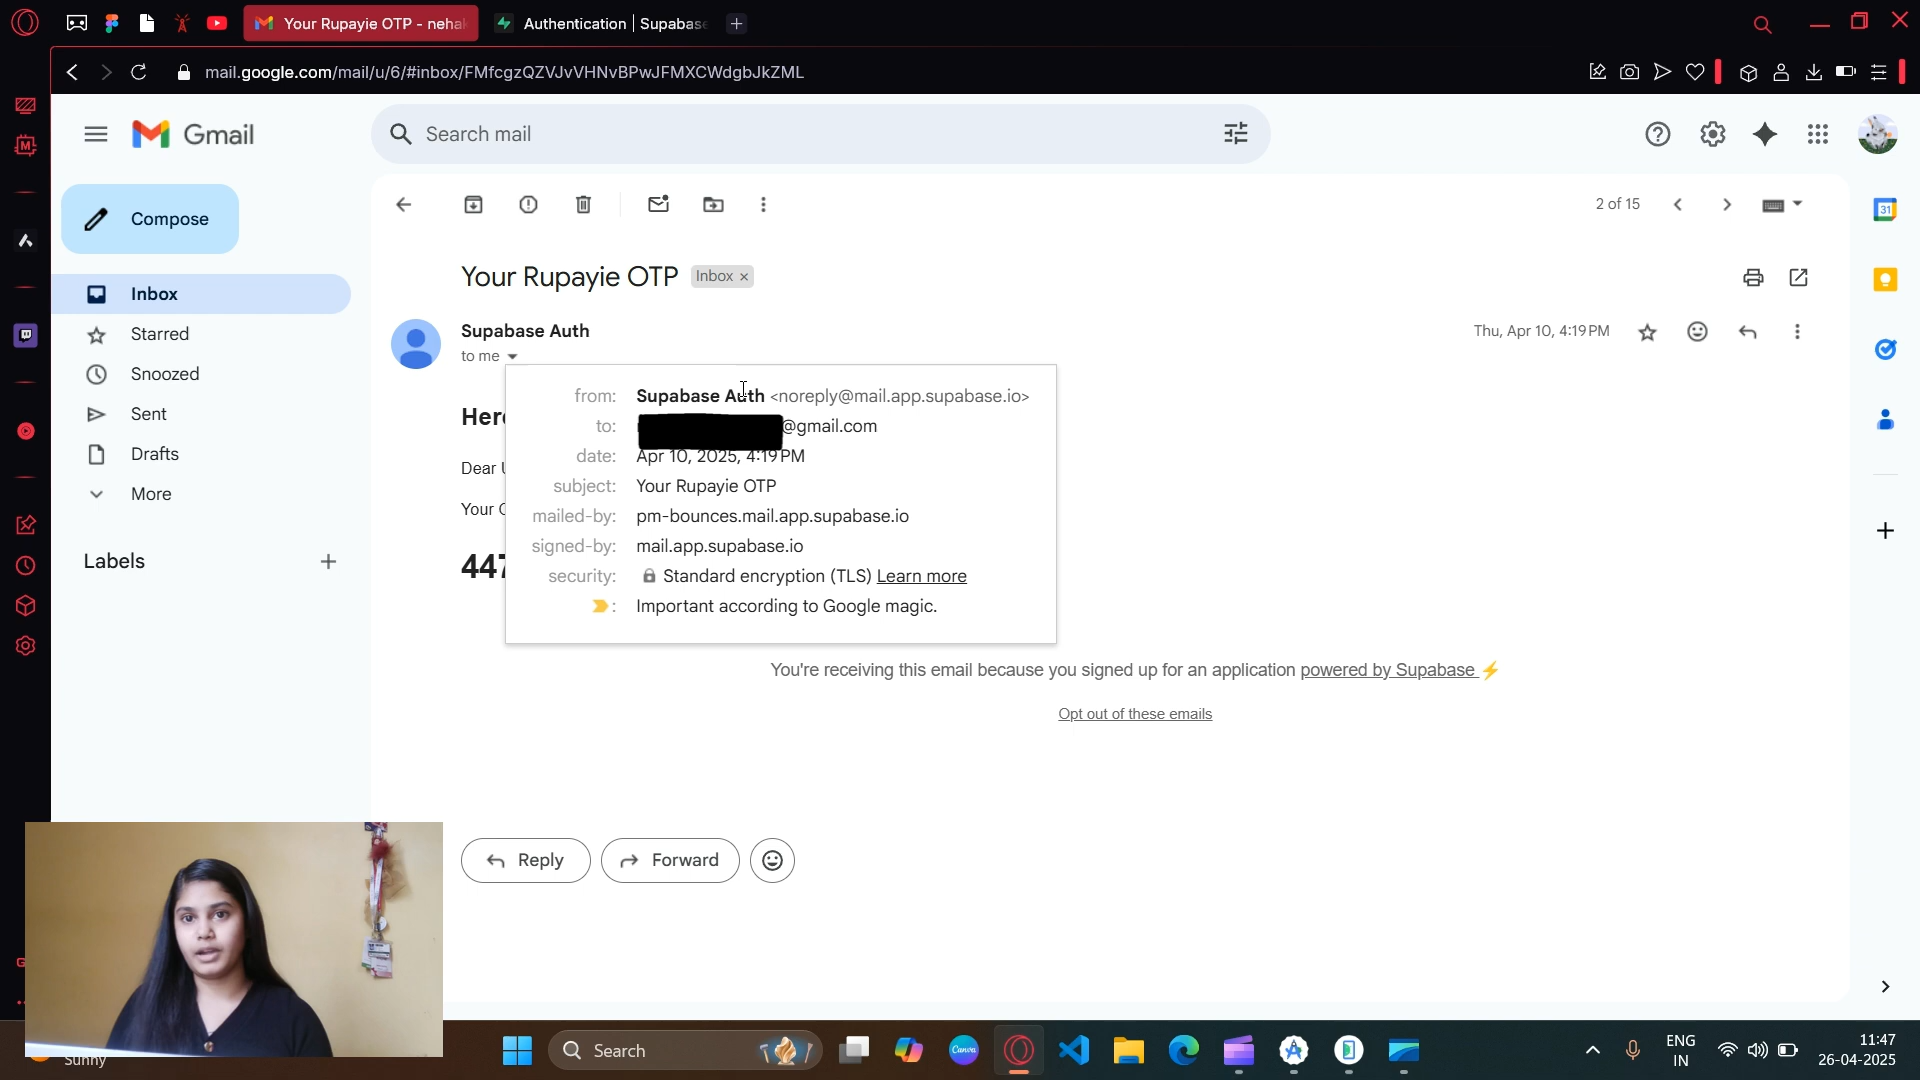 Your Rupayie OTP - neha
Authentication | Supabase
mail.google.com/mail/u/6/#inbox/FMfcgzQZVJvVHNvBPwJFMXCWdgbJkZML
Gmail
Search mail
Compose
2 of 15
Your Rupayie OTP Inbox ×
Inbox
Supabase Auth
Thu, Apr 10, 4:19 PM
to me
Starred
Snoozed
Sent
Drafts
More
Labels
from: Supabase Auth <noreply@mail.app.supabase.io>
to: @gmail.com
date: Apr 10, 2025, 4:19 PM
subject: Your Rupayie OTP
mailed-by: pm-bounces.mail.app.supabase.io
signed-by: mail.app.supabase.io
security: Standard encryption (TLS) Learn more
: Important according to Google magic.
Her
Dear
Your
447
You're receiving this email because you signed up for an application powered by Supabase ⚡
Opt out of these emails
Reply
Forward
31
M
Sunny
Search
Canva
ENG
IN
11:47
26-04-2025